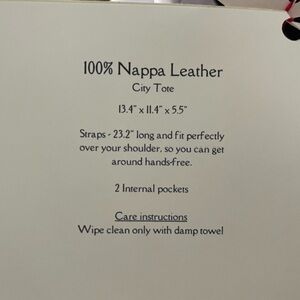 100% Nappa Leather
City Tote
13.4" x 11.4" x 5.5"
Straps - 23.2" long and fit perfectly
over your shoulder, so you can get
around hands-free.
2 Internal pockets
Care instructions
Wipe clean only with damp towel